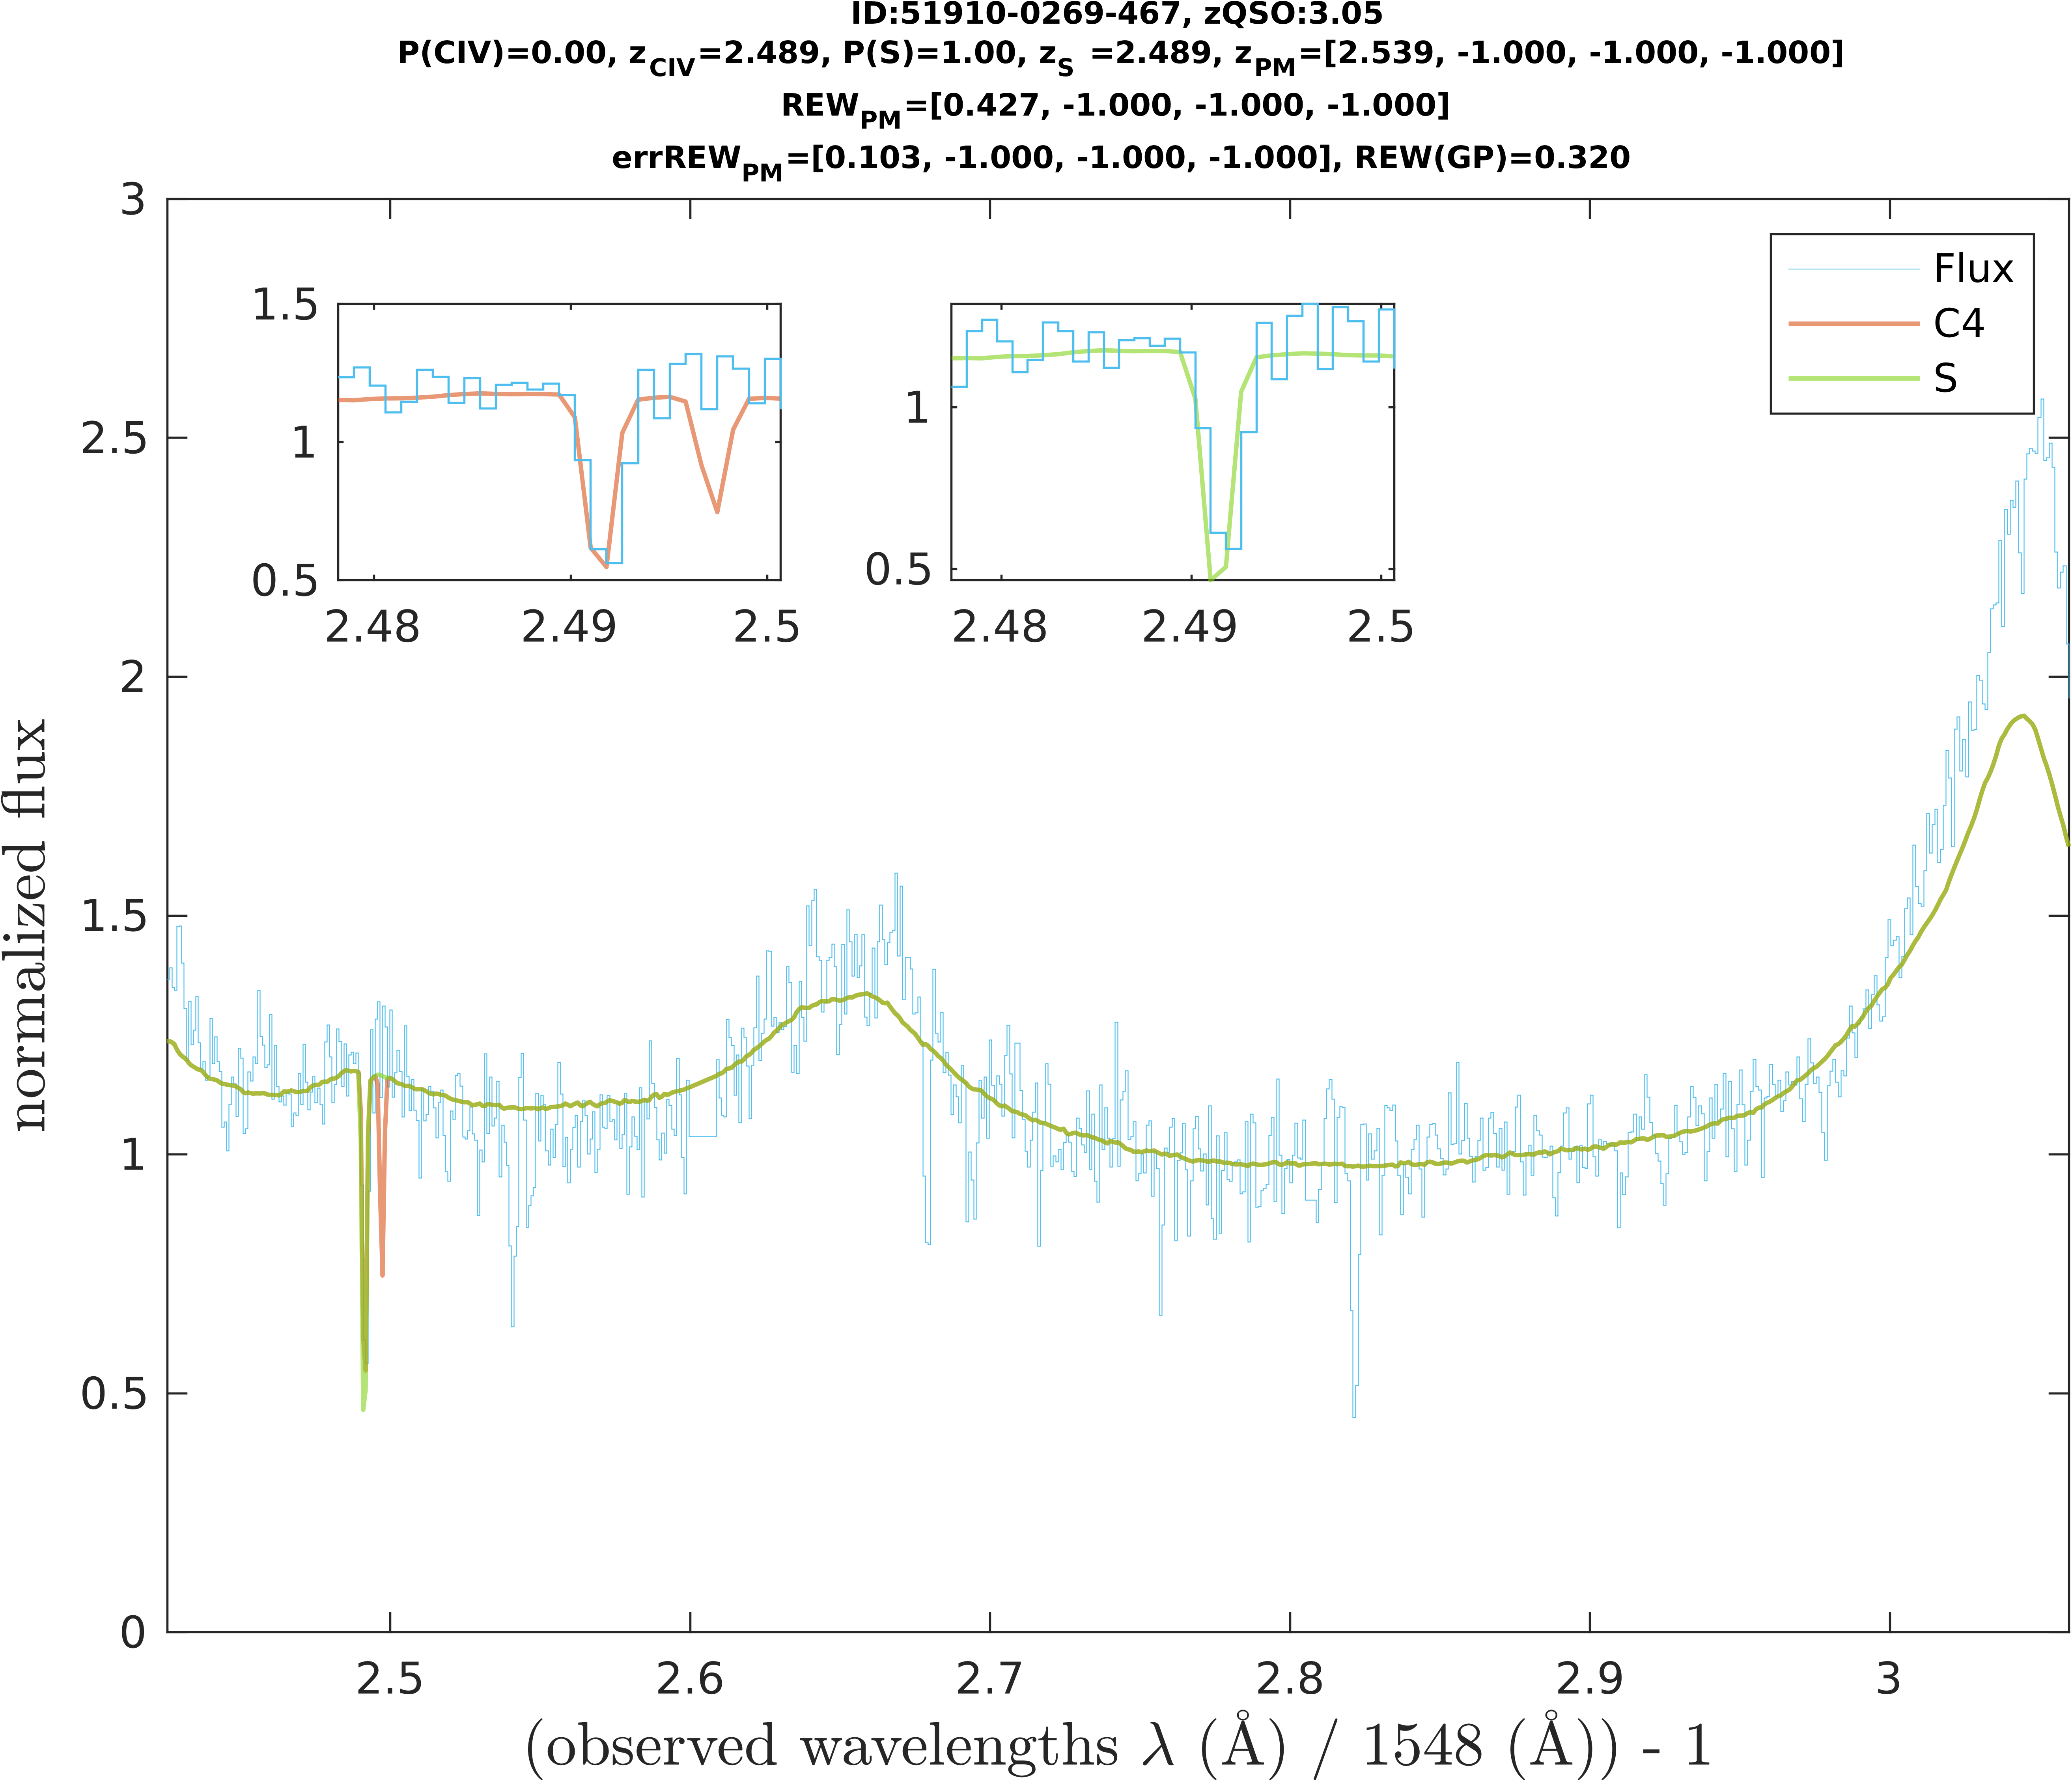 ID:51910-0269-467, zQSO:3.05
P(CIV)=0.00, zCIV=2.489, P(S)=1.00, zS =2.489, zPM=[2.539, -1.000, -1.000, -1.000]
REWPM=[0.427, -1.000, -1.000, -1.000]
errREWPM=[0.103, -1.000, -1.000, -1.000], REW(GP)=0.320
3
2.5
2
1.5
1
0.5
0
normalized flux
1.5
1
0.5
2.48 2.49 2.5
1
0.5
2.48 2.49 2.5
Flux
C4
S
2.5 2.6 2.7 2.8 2.9 3
(observed wavelengths λ (Å) / 1548 (Å)) - 1